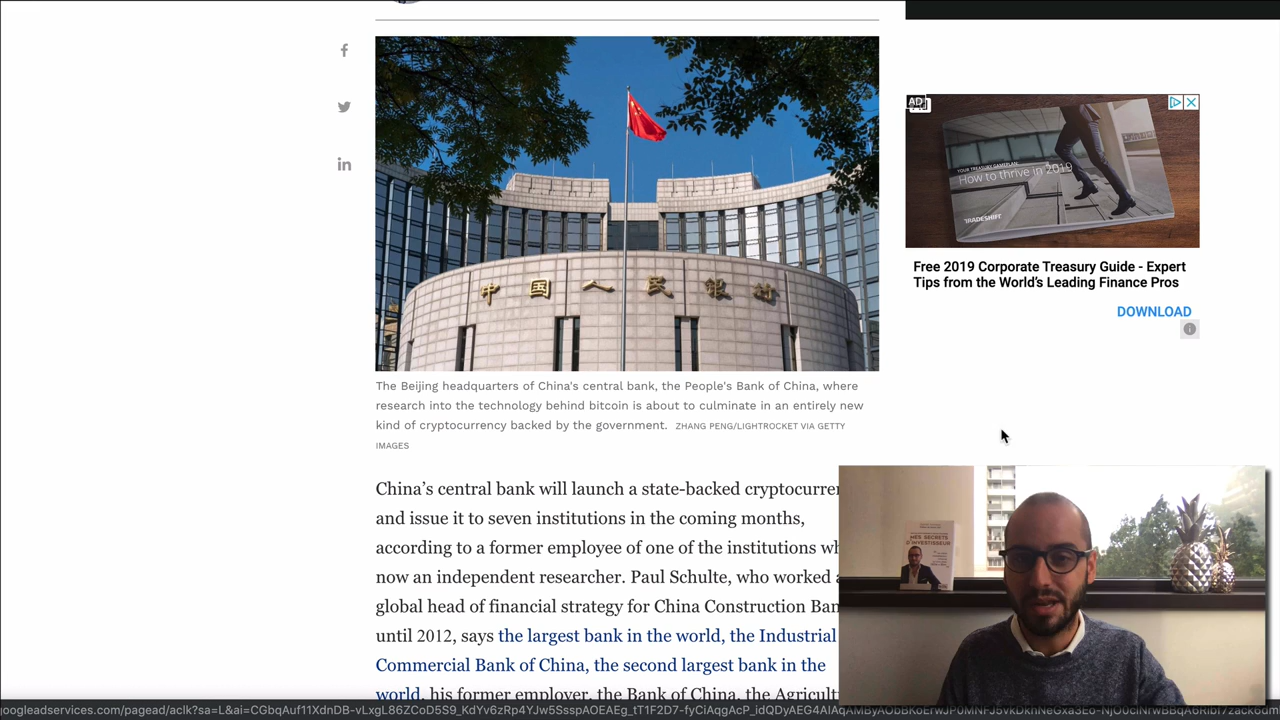 中国人民银行
The Beijing headquarters of China's central bank, the People's Bank of China, where
research into the technology behind bitcoin is about to culminate in an entirely new
kind of cryptocurrency backed by the government. ZHANG PENG/LIGHTROCKET VIA GETTY
IMAGES
China's central bank will launch a state-backed cryptocurre
and issue it to seven institutions in the coming months,
according to a former employee of one of the institutions wh
now an independent researcher. Paul Schulte, who worked a
global head of financial strategy for China Construction Ban
until 2012, says the largest bank in the world, the Industrial
Commercial Bank of China, the second largest bank in the
world, his former employer, the Bank of China, the Agricult
AD
YOUR TREASURY GAMEPLAN
How to thrive in 2019
TRADESHIFT
Free 2019 Corporate Treasury Guide - Expert
Tips from the World's Leading Finance Pros
DOWNLOAD
MES SECRETS
D'INVESTISSEUR